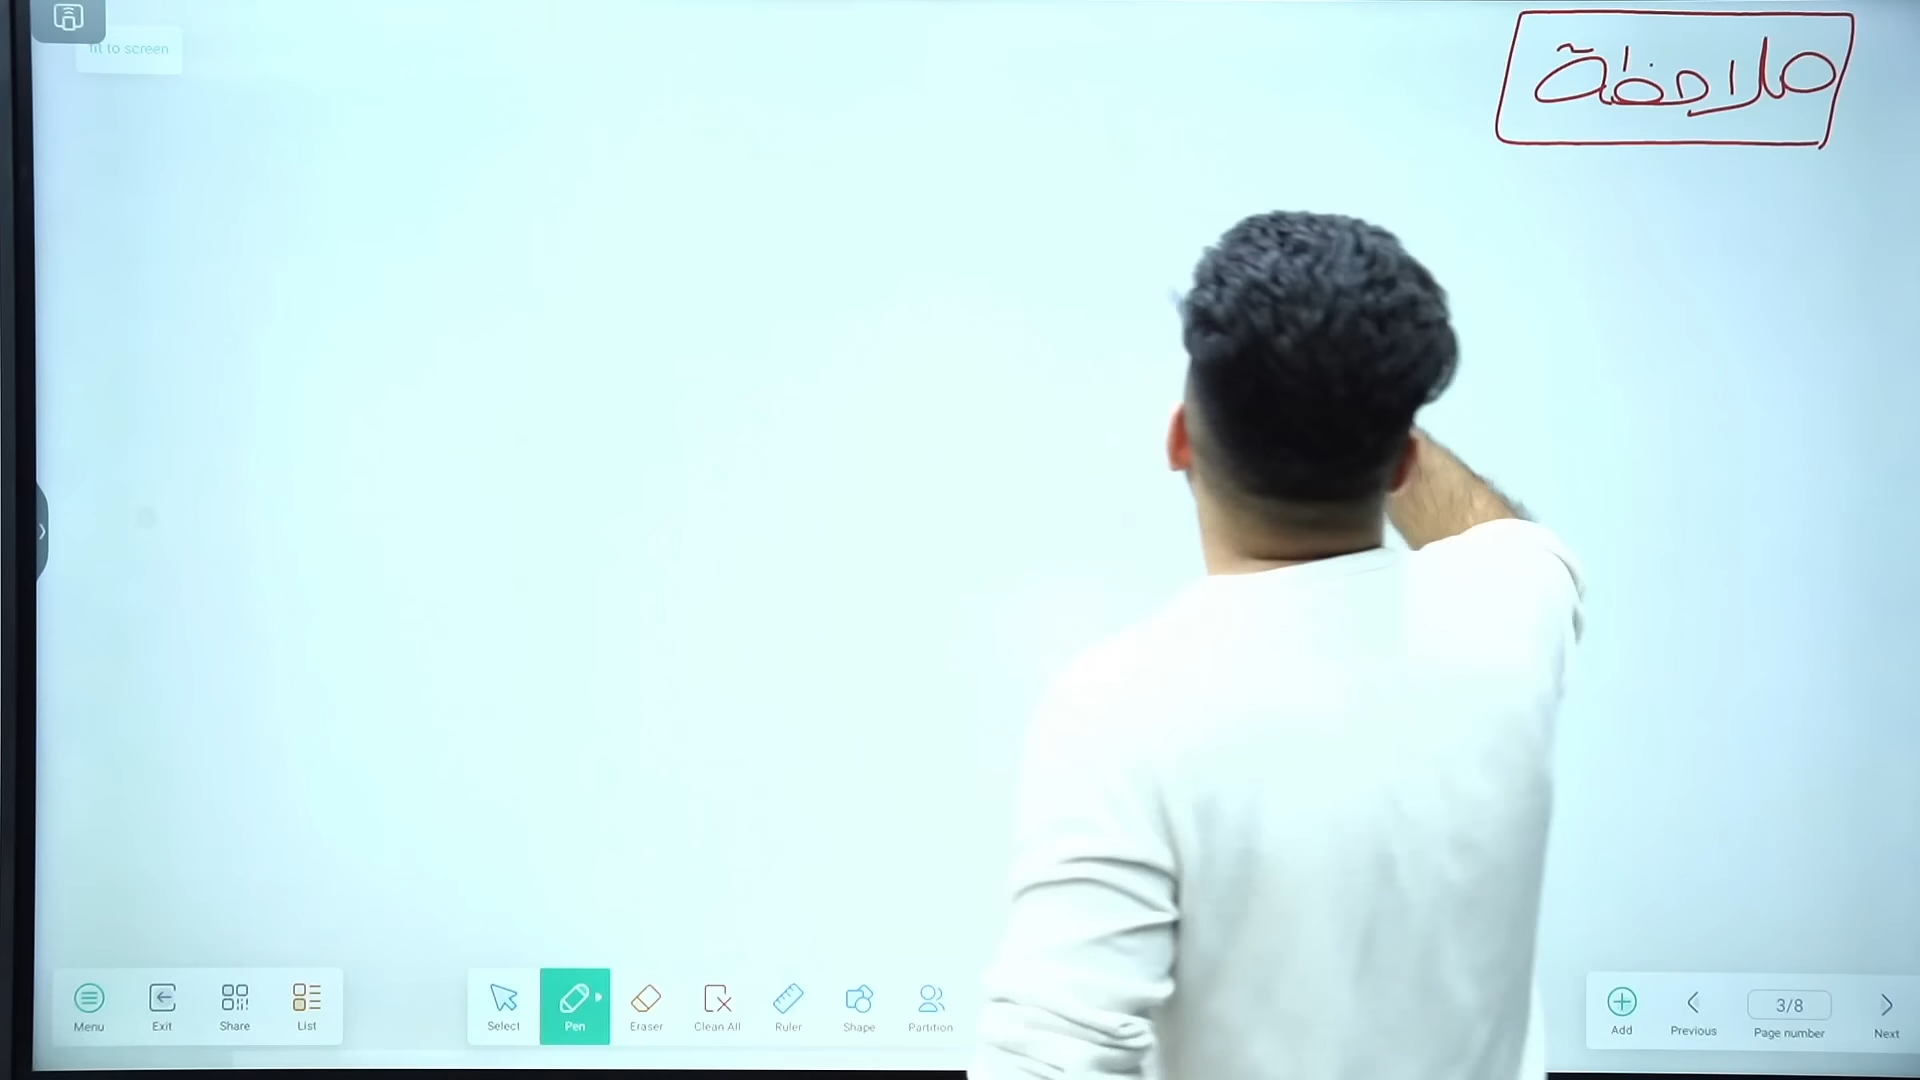 ملاحظة
fit to screen
Menu Exit Share List Select Pen Eraser Clean All Ruler Shape Partition Add Previous 3/8 Page number Next